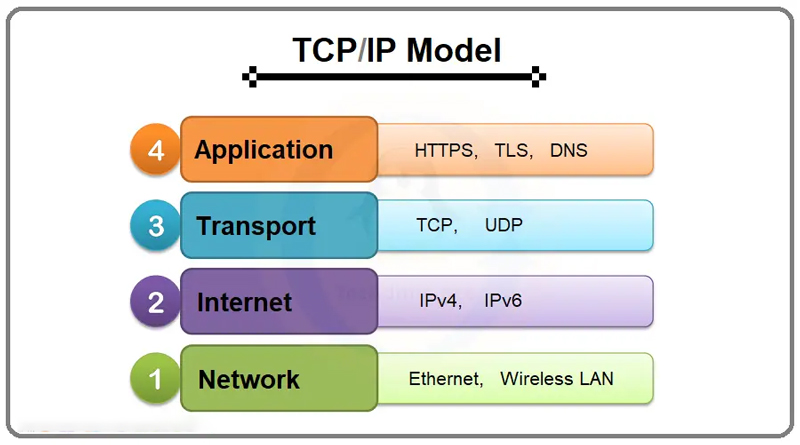 TCP/IP Model
4 Application HTTPS, TLS, DNS
3 Transport TCP, UDP
2 Internet IPv4, IPv6
1 Network Ethernet, Wireless LAN